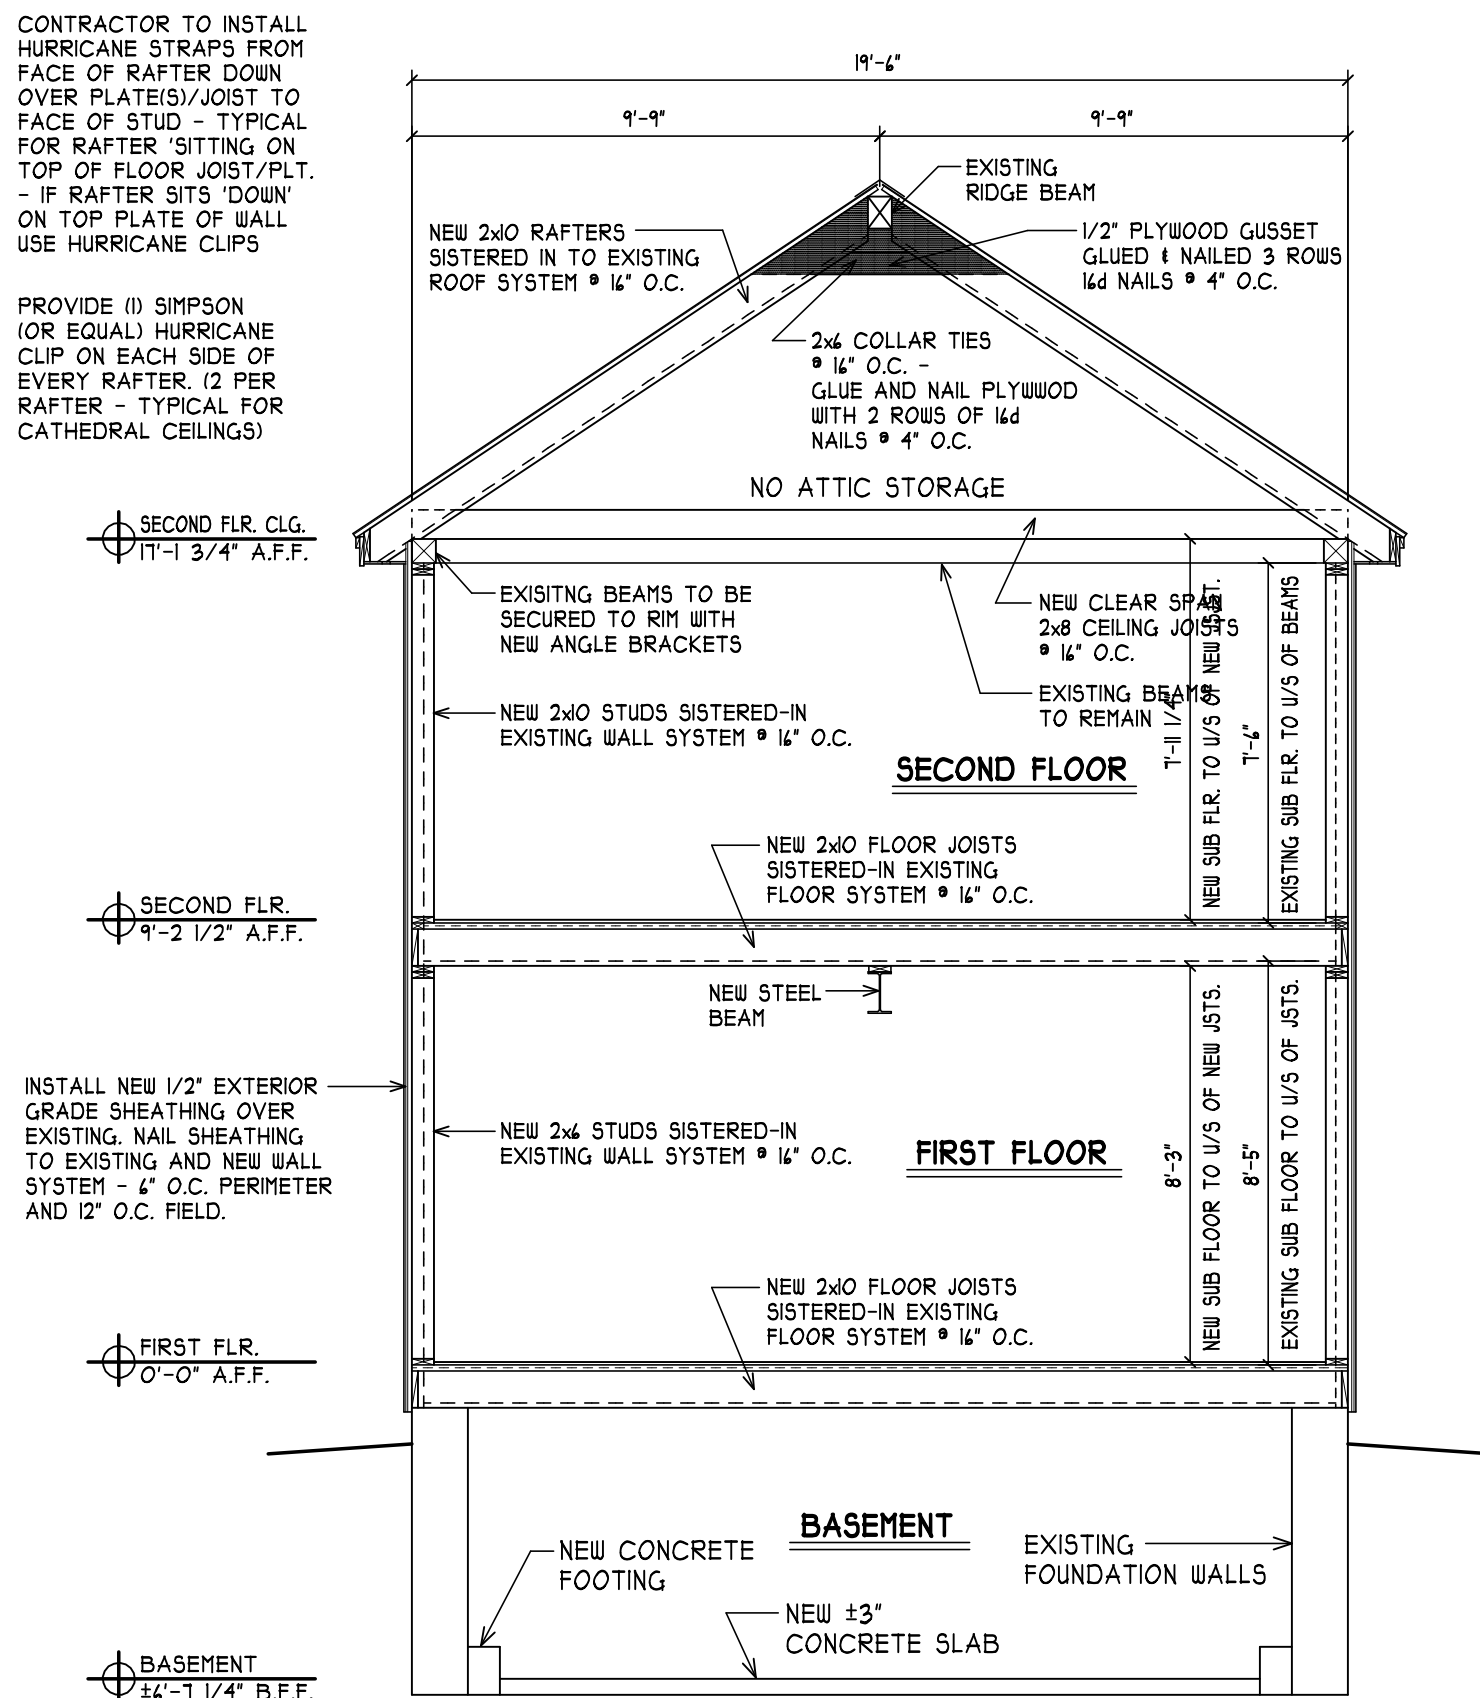 CONTRACTOR TO INSTALL
HURRICANE STRAPS FROM
FACE OF RAFTER DOWN
OVER PLATE(S)/JOIST TO
FACE OF STUD - TYPICAL
FOR RAFTER 'SITTING ON
TOP OF FLOOR JOIST/PLT.
- IF RAFTER SITS 'DOWN'
ON TOP PLATE OF WALL
USE HURRICANE CLIPS
PROVIDE (1) SIMPSON
(OR EQUAL) HURRICANE
CLIP ON EACH SIDE OF
EVERY RAFTER. (2 PER
RAFTER - TYPICAL FOR
CATHEDRAL CEILINGS)
19'-6"
9'-9"
9'-9"
EXISTING
RIDGE BEAM
NEW 2x10 RAFTERS
SISTERED IN TO EXISTING
ROOF SYSTEM @ 16" O.C.
1/2" PLYWOOD GUSSET
GLUED & NAILED 3 ROWS
16d NAILS @ 4" O.C.
2x6 COLLAR TIES
@ 16" O.C. -
GLUE AND NAIL PLYWWOD
WITH 2 ROWS OF 16d
NAILS @ 4" O.C.
NO ATTIC STORAGE
SECOND FLR. CLG.
17'-1 3/4" A.F.F.
EXISITNG BEAMS TO BE
SECURED TO RIM WITH
NEW ANGLE BRACKETS
NEW CLEAR SPAN
2x8 CEILING JOISTS
@ 16" O.C.
EXISTING BEAMS
TO REMAIN
NEW 2x10 STUDS SISTERED-IN
EXISTING WALL SYSTEM @ 16" O.C.
SECOND FLOOR
7'-11 1/4"
NEW SUB FLR. TO U/S OF NEW JSTS.
7'-6"
EXISTING SUB FLR. TO U/S OF BEAMS
NEW 2x10 FLOOR JOISTS
SISTERED-IN EXISTING
FLOOR SYSTEM @ 16" O.C.
SECOND FLR.
9'-2 1/2" A.F.F.
NEW STEEL
BEAM
INSTALL NEW 1/2" EXTERIOR
GRADE SHEATHING OVER
EXISTING. NAIL SHEATHING
TO EXISTING AND NEW WALL
SYSTEM - 6" O.C. PERIMETER
AND 12" O.C. FIELD.
NEW 2x6 STUDS SISTERED-IN
EXISTING WALL SYSTEM @ 16" O.C.
FIRST FLOOR
8'-3"
NEW SUB FLOOR TO U/S OF NEW JSTS.
8'-5"
EXISTING SUB FLOOR TO U/S OF JSTS.
NEW 2x10 FLOOR JOISTS
SISTERED-IN EXISTING
FLOOR SYSTEM @ 16" O.C.
FIRST FLR.
0'-0" A.F.F.
BASEMENT
NEW CONCRETE
FOOTING
EXISTING
FOUNDATION WALLS
NEW ±3"
CONCRETE SLAB
BASEMENT
±6'-7 1/4" B.F.F.